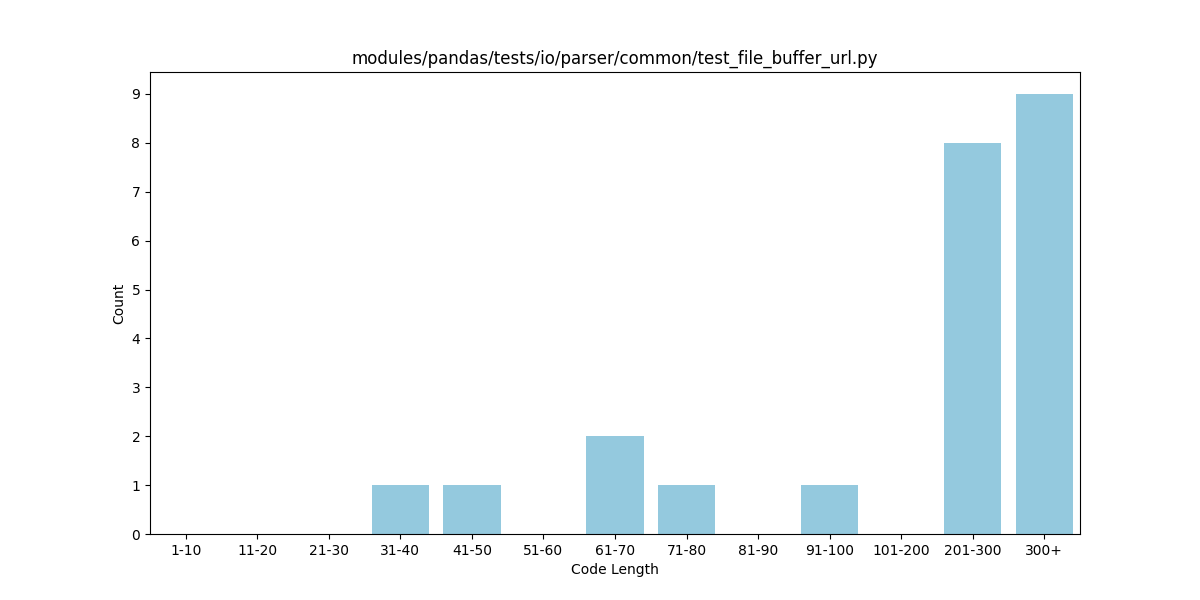 modules/pandas/tests/io/parser/common/test_file_buffer_url.py
9
8
7
6
5
4
3
2
1
0
Count
1-10 11-20 21-30 31-40 41-50 51-60 61-70 71-80 81-90 91-100 101-200 201-300 300+
Code Length